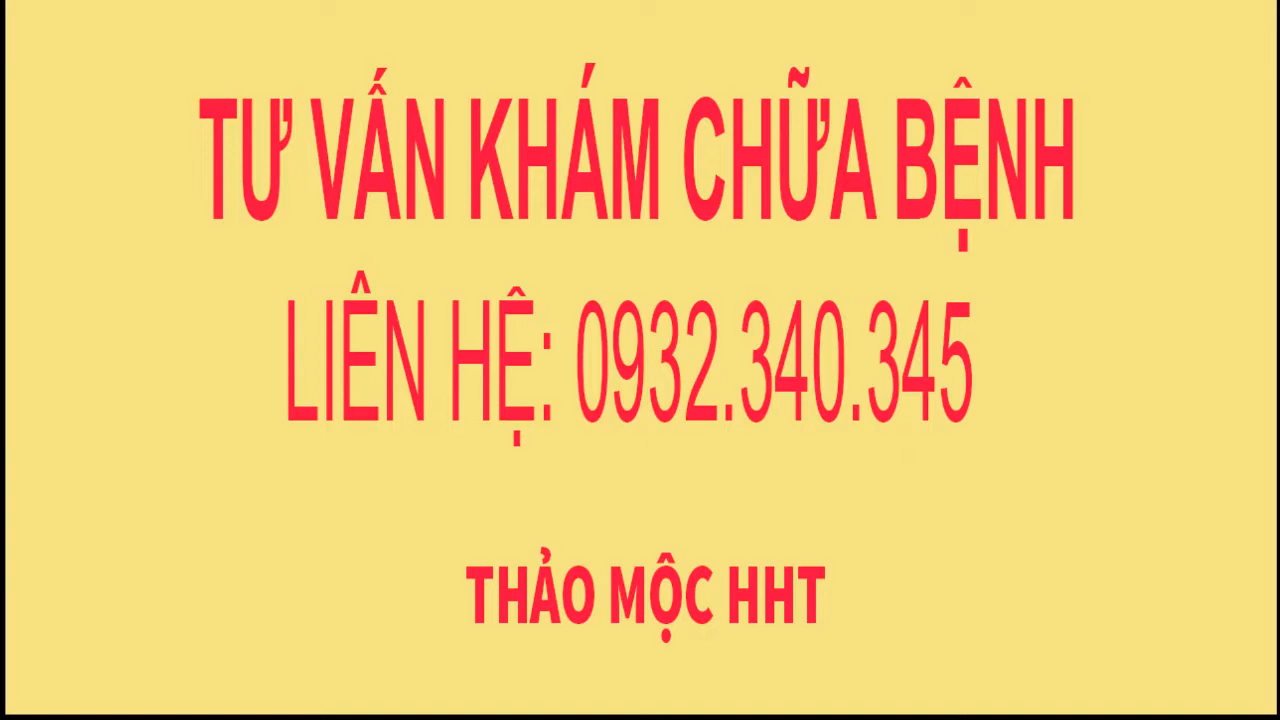 TƯ VẤN KHÁM CHỮA BỆNH
LIÊN HỆ: 0932.340.345
THẢO MỘC HHT